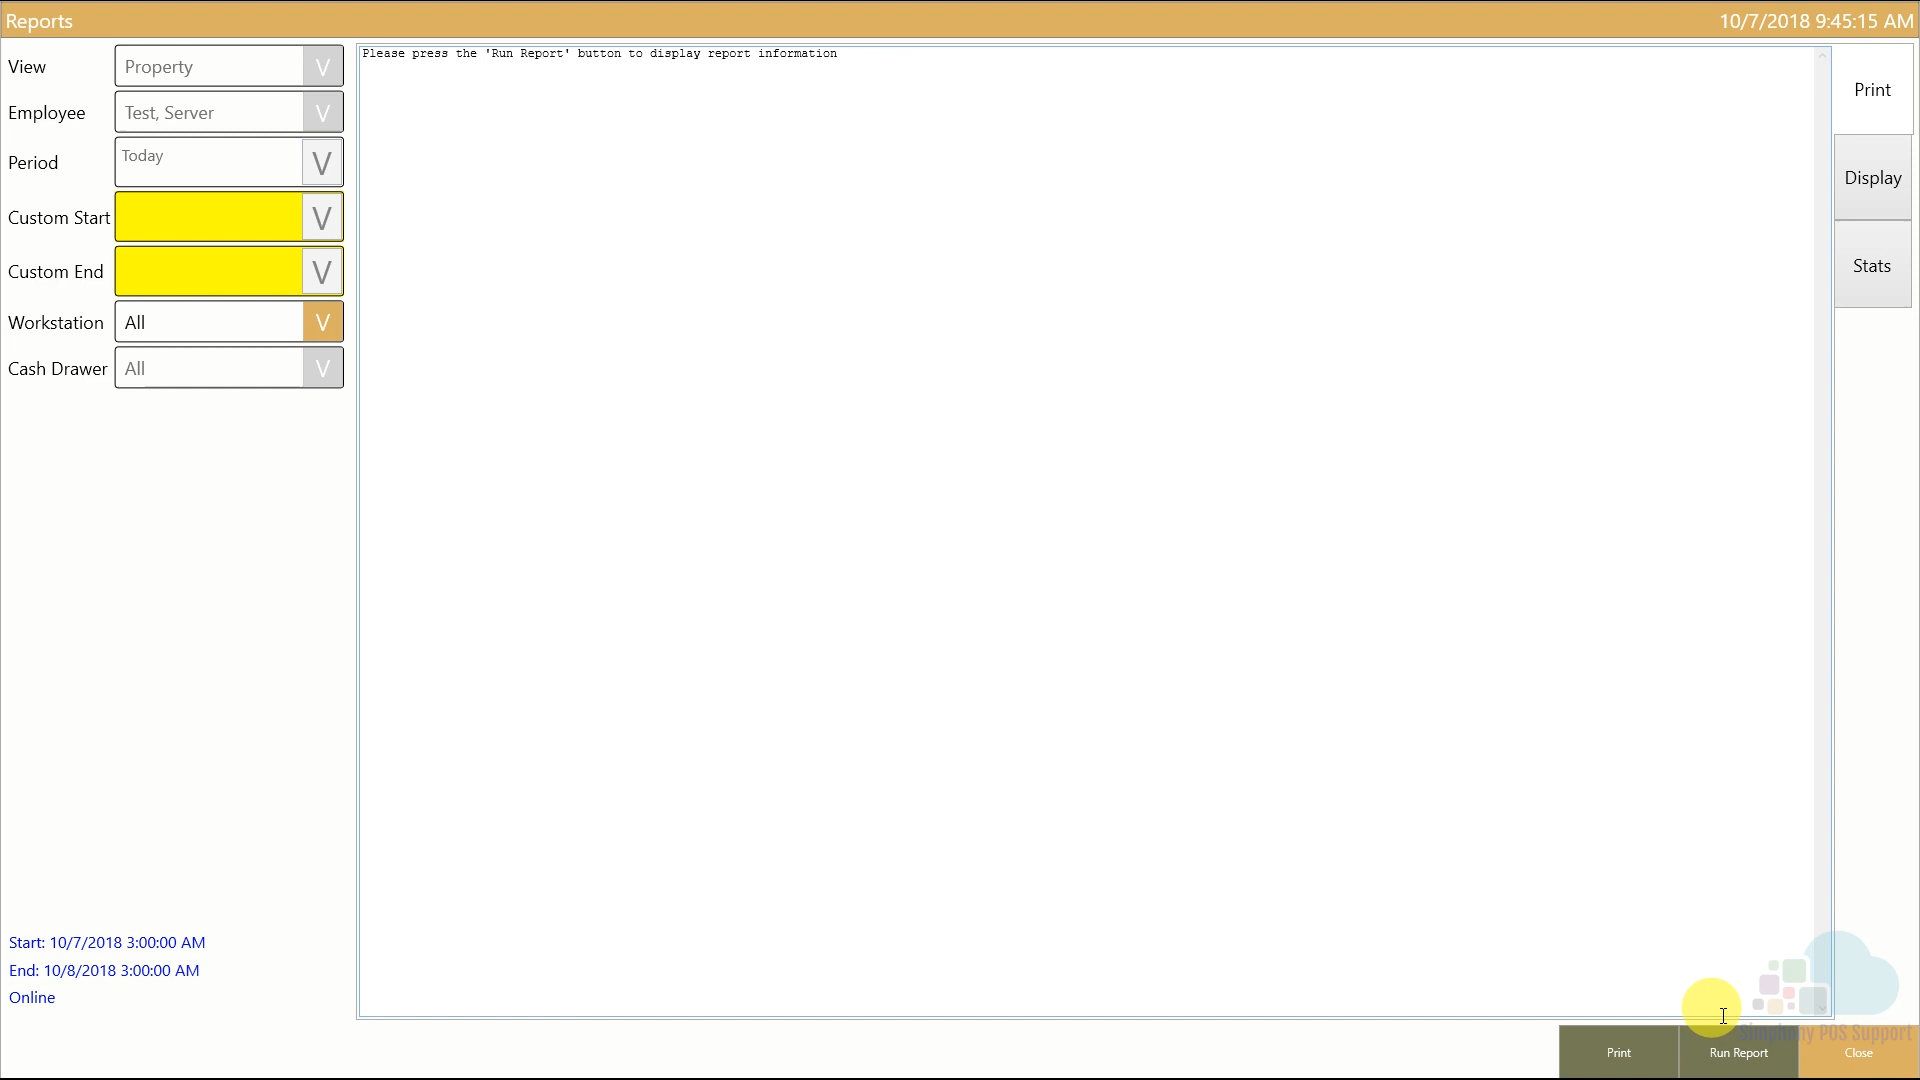 Reports
10/7/2018 9:45:15 AM
View
Property
V
Employee
Test, Server
V
Period
Today
V
Custom Start
V
Custom End
V
Workstation
All
V
Cash Drawer
All
V
Please press the 'Run Report' button to display report information
Print
Display
Stats
Start: 10/7/2018 3:00:00 AM
End: 10/8/2018 3:00:00 AM
Online
Simphony POS Support
Print
Run Report
Close